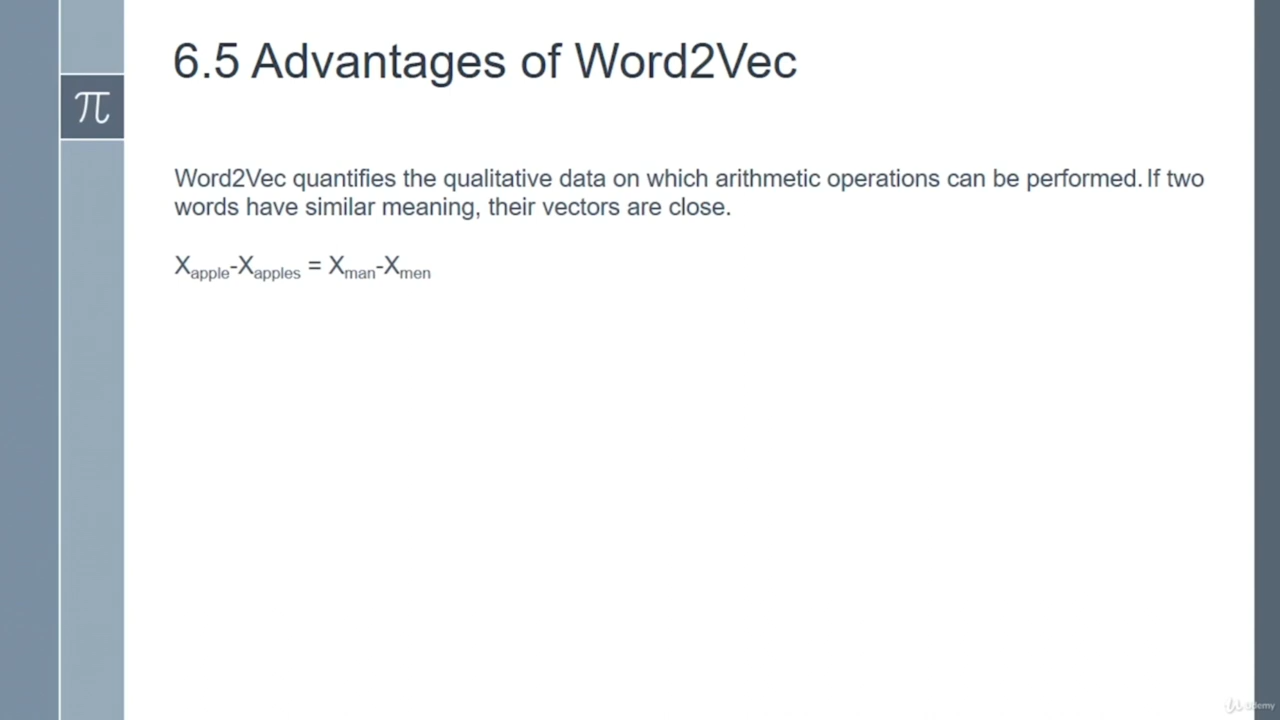 6.5 Advantages of Word2Vec
π
Word2Vec quantifies the qualitative data on which arithmetic operations can be performed. If two
words have similar meaning, their vectors are close.
Xapple-Xapples = Xman-Xmen
Udemy